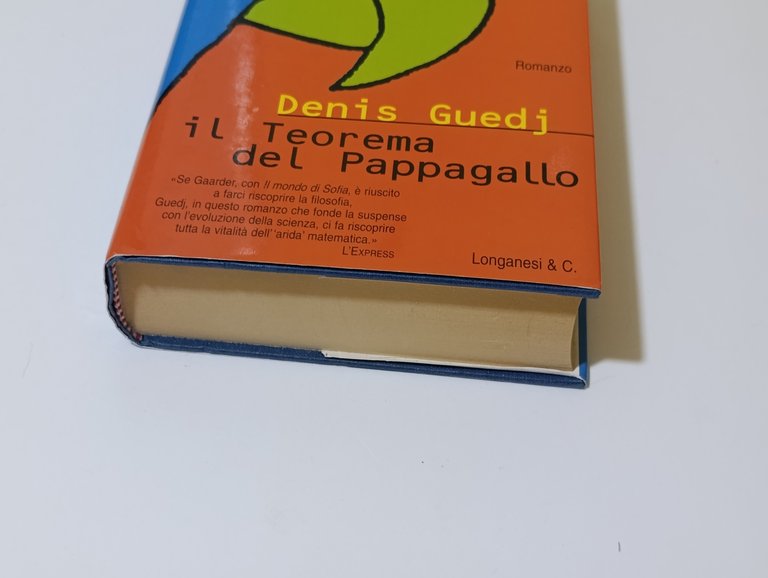 Romanzo
Denis Guedj
il Teorema
del Pappagallo
«Se Gaarder, con Il mondo di Sofia, è riuscito
a farci riscoprire la filosofia,
Guedj, in questo romanzo che fonde la suspense
con l'evoluzione della scienza, ci fa riscoprire
tutta la vitalità dell''arida' matematica.»
L'EXPRESS
Longanesi & C.